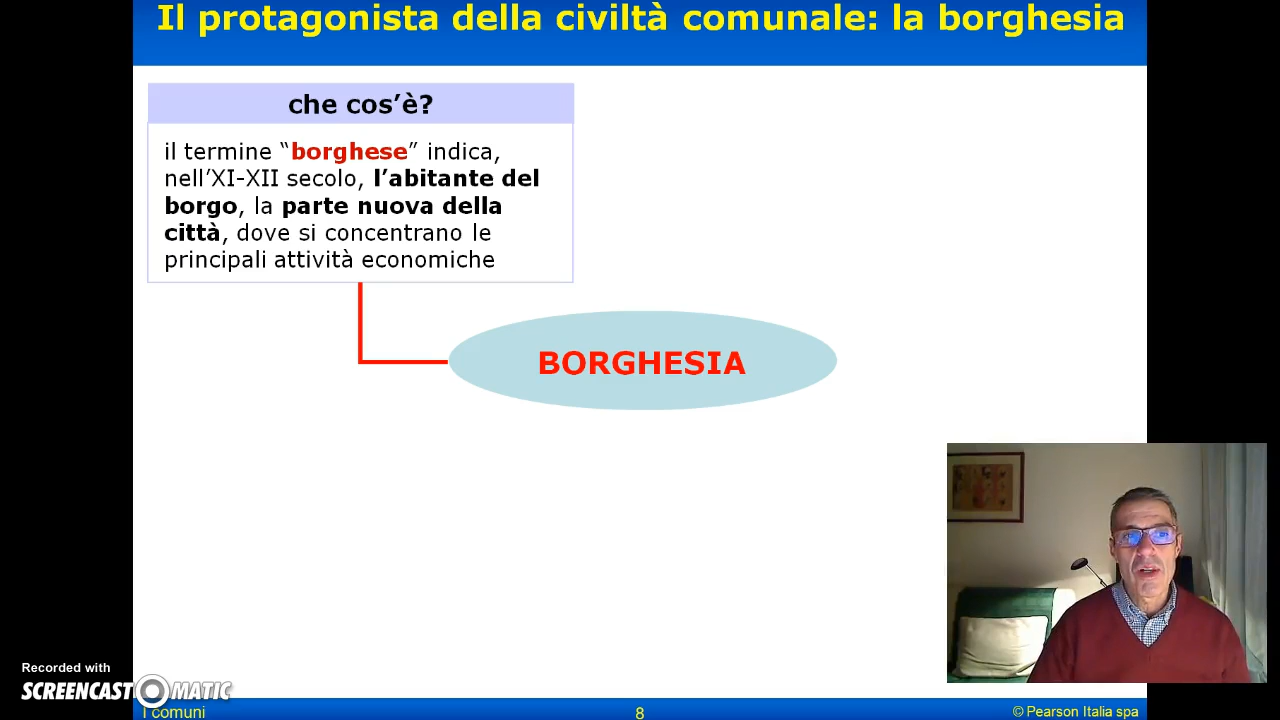 Il protagonista della civiltà comunale: la borghesia
che cos’è?
il termine “borghese” indica,
nell’XI-XII secolo, l’abitante del
borgo, la parte nuova della
città, dove si concentrano le
principali attività economiche
BORGHESIA
Recorded with
SCREENCAST MATIC
I comuni
8
© Pearson Italia spa